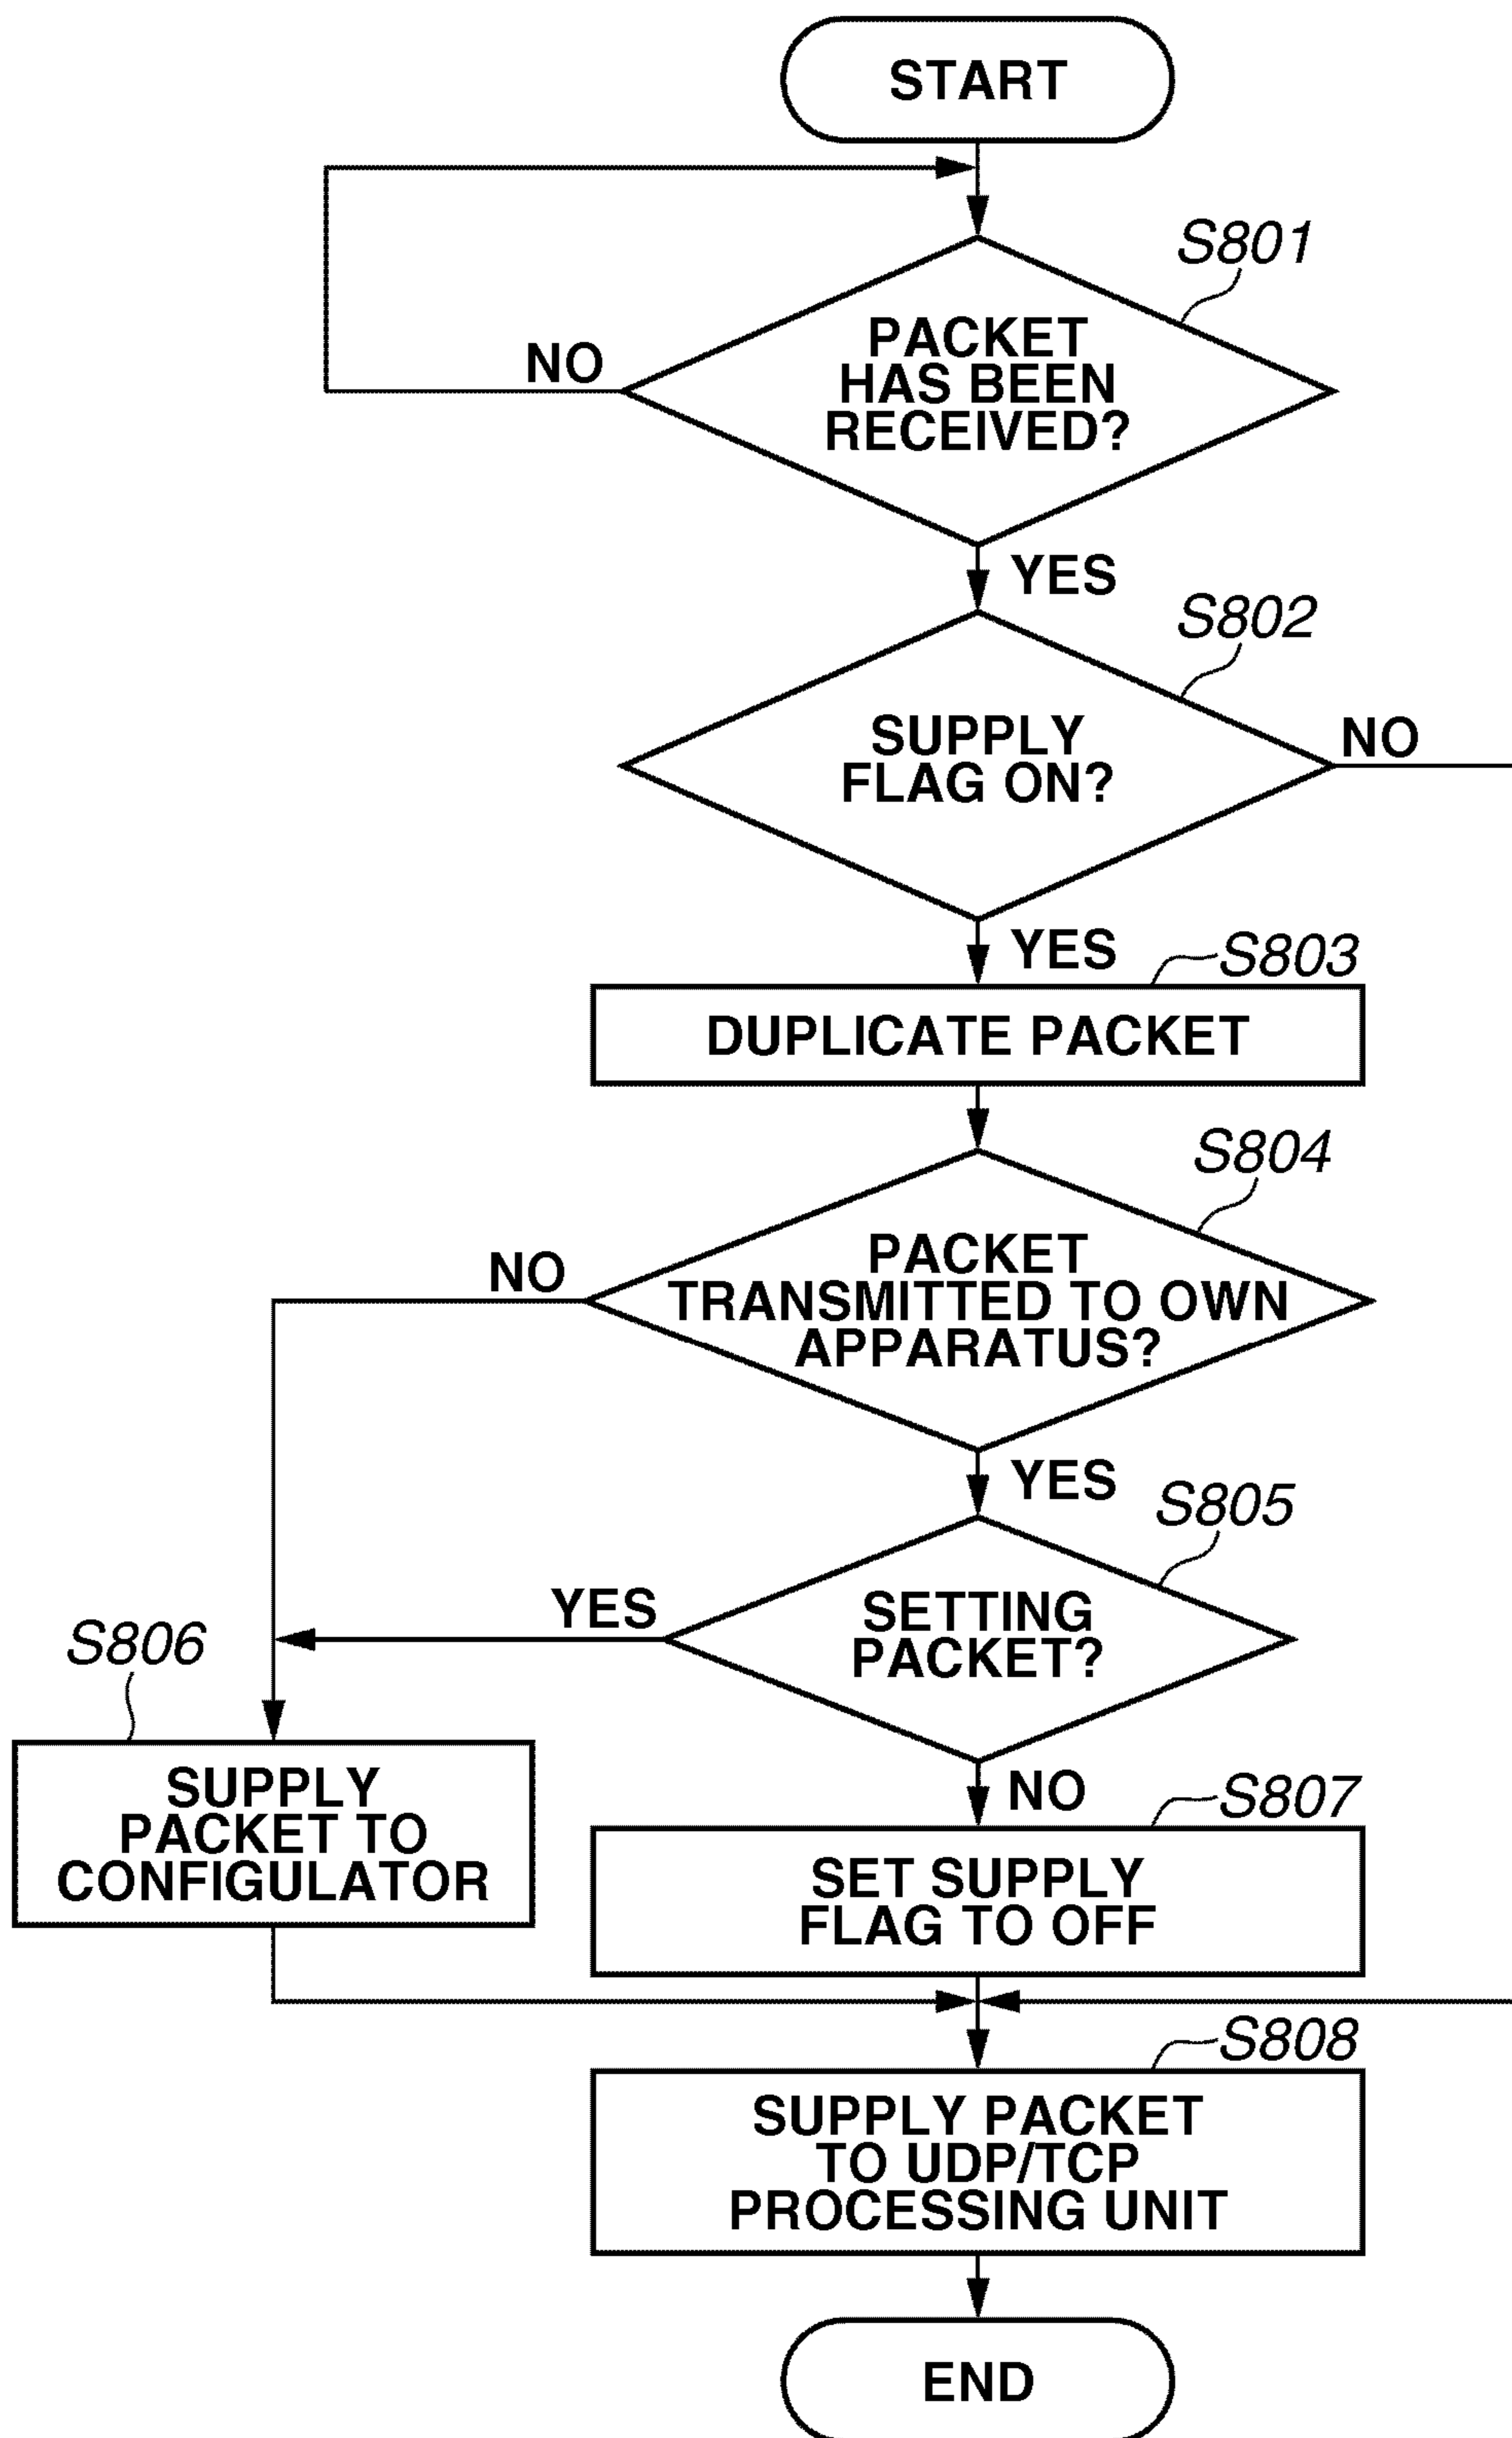 START
S801
PACKET
HAS BEEN
RECEIVED?
NO
YES
S802
SUPPLY
FLAG ON?
NO
YES
S803
DUPLICATE PACKET
S804
PACKET
TRANSMITTED TO OWN
APPARATUS?
NO
YES
S805
SETTING
PACKET?
YES
S806
SUPPLY
PACKET TO
CONFIGULATOR
NO
S807
SET SUPPLY
FLAG TO OFF
S808
SUPPLY PACKET
TO UDP/TCP
PROCESSING UNIT
END